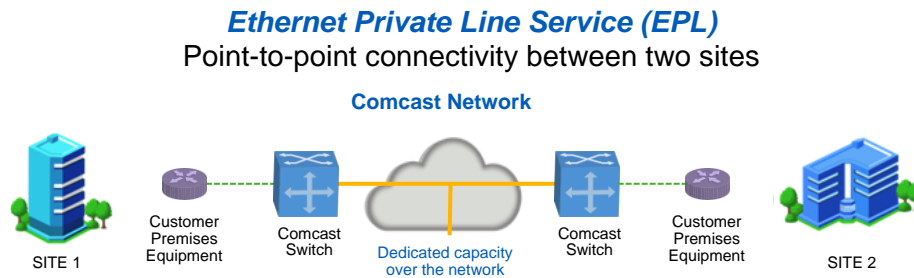 Ethernet Private Line Service (EPL)
Point-to-point connectivity between two sites
Comcast Network
SITE 1
Customer
Premises
Equipment
Comcast
Switch
Dedicated capacity
over the network
Comcast
Switch
Customer
Premises
Equipment
SITE 2